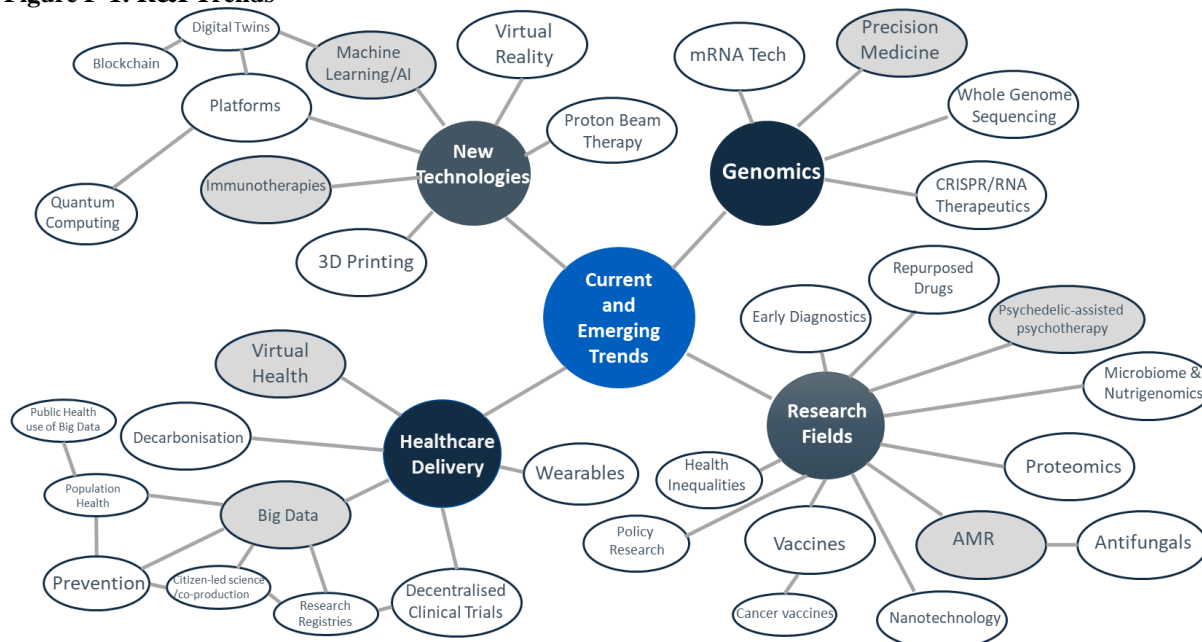 Figure Trends
Digital Twins
Blockchain
Machine
Learning/AI
Virtual
Reality
Platforms
Proton Beam
Therapy
New
Technologies
Immunotherapies
Quantum
Computing
3D Printing
mRNA Tech
Precision
Medicine
Whole Genome
Sequencing
Genomics
CRISPR/RNA
Therapeutics
Current
and
Emerging
Trends
Repurposed
Drugs
Early Diagnostics
Psychedelic-assisted
psychotherapy
Microbiome &
Nutrigenomics
Research
Fields
Proteomics
Health
Inequalities
Policy
Research
Vaccines
AMR
Antifungals
Cancer vaccines
Nanotechnology
Virtual
Health
Public Health
use of Big Data
Decarbonisation
Healthcare
Delivery
Wearables
Population
Health
Big Data
Prevention
Citizen-led science
/co-production
Research
Registries
Decentralised
Clinical Trials